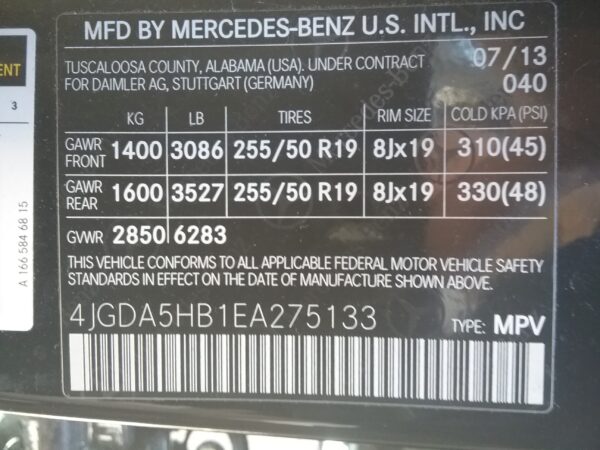 MFD BY MERCEDES-BENZ U.S. INTL., INC
TUSCALOOSA COUNTY, ALABAMA (USA). UNDER CONTRACT
FOR DAIMLER AG, STUTTGART (GERMANY)
07/13
040
KG LB TIRES RIM SIZE COLD KPA (PSI)
GAWR FRONT 1400 3086 255/50 R19 8Jx19 310(45)
GAWR REAR 1600 3527 255/50 R19 8Jx19 330(48)
GVWR 2850 6283
THIS VEHICLE CONFORMS TO ALL APPLICABLE FEDERAL MOTOR VEHICLE SAFETY
STANDARDS IN EFFECT ON THE DATE OF MANUFACTURE SHOWN ABOVE.
4JGDA5HB1EA275133 TYPE: MPV
3
A 166 584 68 15